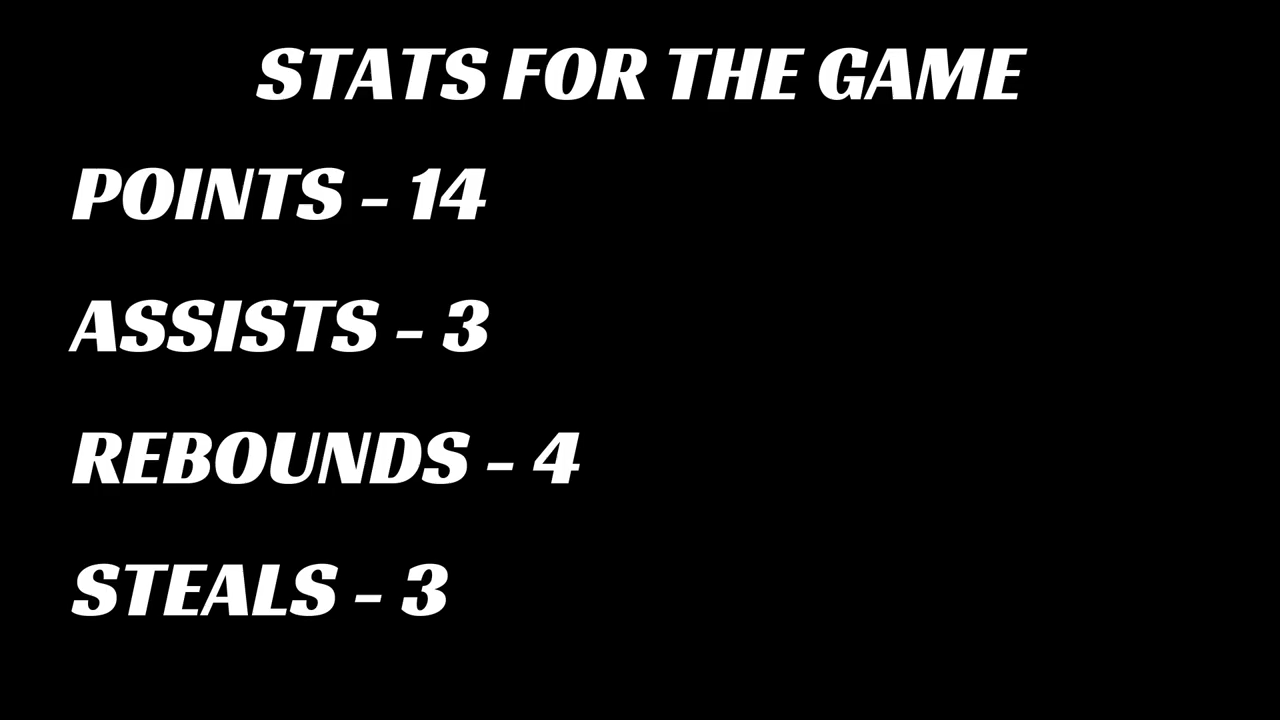 STATS FOR THE GAME
POINTS - 14
ASSISTS - 3
REBOUNDS - 4
STEALS - 3